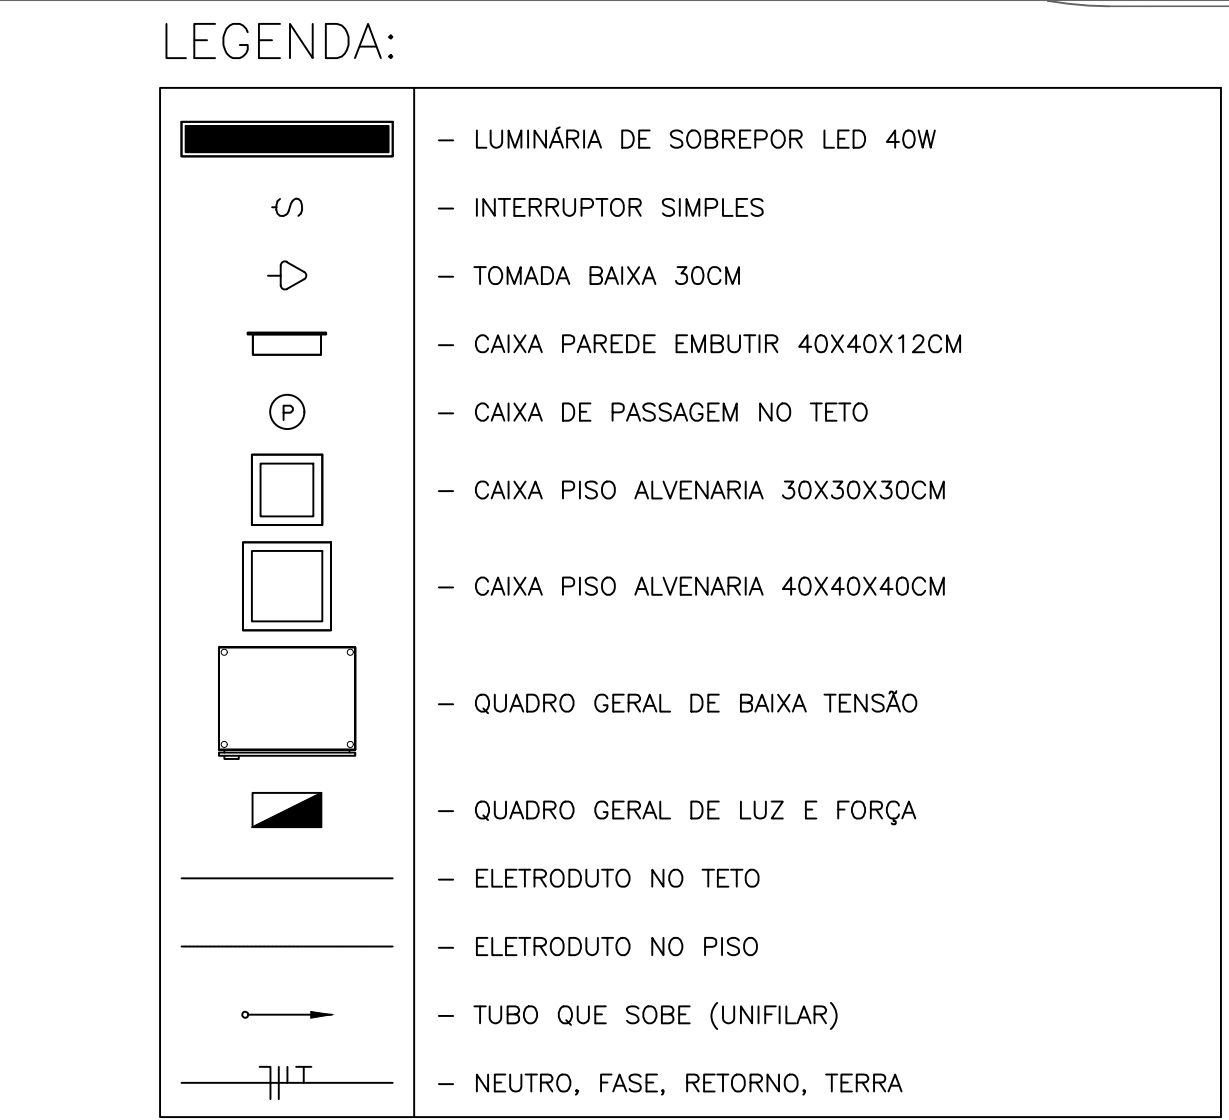 LEGENDA:
– LUMINÁRIA DE SOBREPOR LED 40W
– INTERRUPTOR SIMPLES
– TOMADA BAIXA 30CM
– CAIXA PAREDE EMBUTIR 40X40X12CM
P – CAIXA DE PASSAGEM NO TETO
– CAIXA PISO ALVENARIA 30X30X30CM
– CAIXA PISO ALVENARIA 40X40X40CM
– QUADRO GERAL DE BAIXA TENSÃO
– QUADRO GERAL DE LUZ E FORÇA
– ELETRODUTO NO TETO
– ELETRODUTO NO PISO
– TUBO QUE SOBE (UNIFILAR)
– NEUTRO, FASE, RETORNO, TERRA